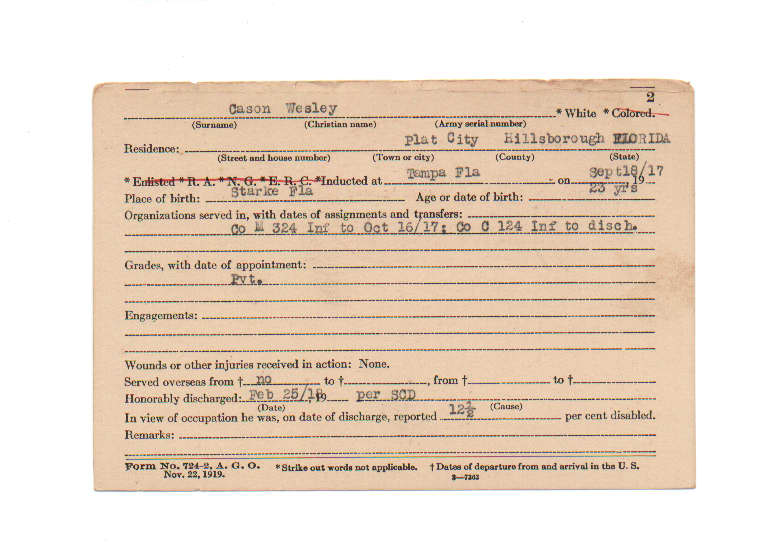 2
Cason Wesley * White * Colored.
(Surname) (Christian name) (Army serial number)
Plat City Hillsborough FLORIDA
Residence:
(Street and house number) (Town or city) (County) (State)
* Enlisted * R. A. * N. G. * E. R. C. * Inducted at Tampa Fla on Sept18/17 19
Place of birth: Starke Fla Age or date of birth: 23 yrs
Organizations served in, with dates of assignments and transfers:
Co M 324 Inf to Oct 16/17; Co C 124 Inf to disch.
Grades, with date of appointment:
Pvt.
Engagements:
Wounds or other injuries received in action: None.
Served overseas from † no to †, from † to †
Honorably discharged: Feb 25/18 19 per SCD
(Date) (Cause)
In view of occupation he was, on date of discharge, reported 12½ per cent disabled.
Remarks:
Form No. 724-2, A. G. O. * Strike out words not applicable. † Dates of departure from and arrival in the U. S.
Nov. 22, 1919. 3—7362